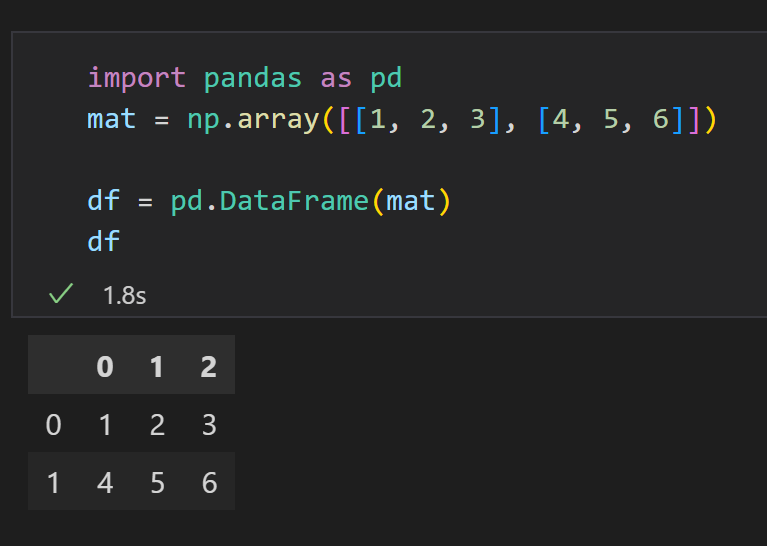 import pandas as pd
mat = np.array([[1, 2, 3], [4, 5, 6]])
df = pd.DataFrame(mat)
df
1.8s
0 1 2
0 1 2 3
1 4 5 6